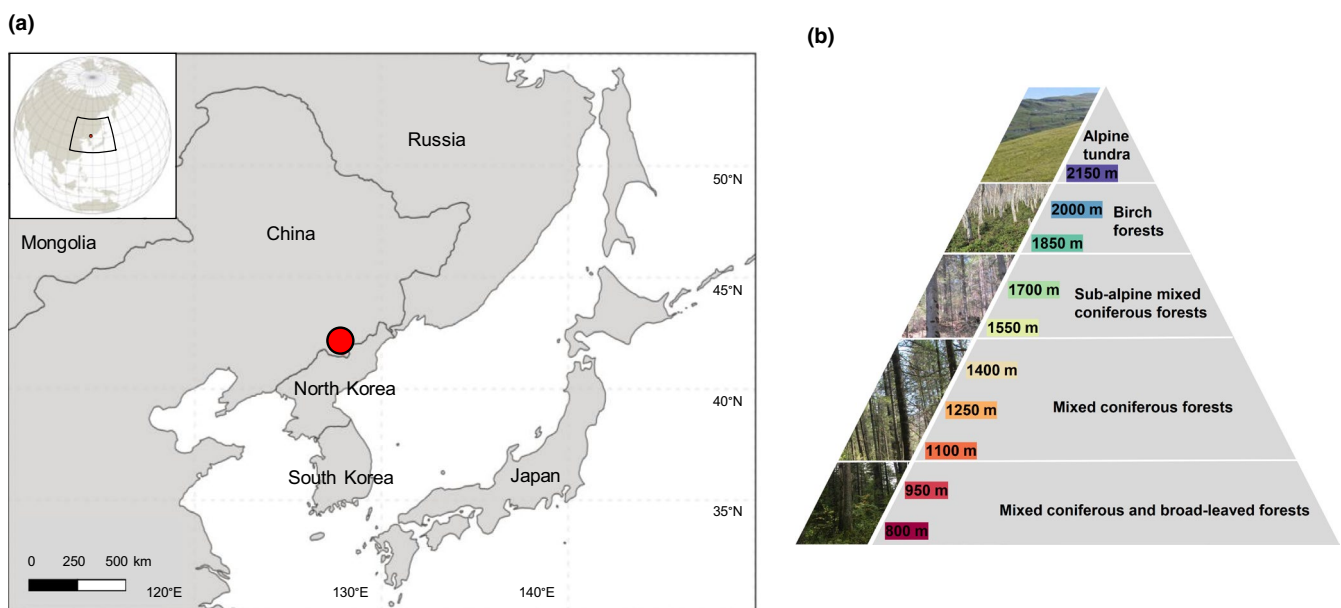 (a)
Russia
50°N
China
Mongolia
45°N
North Korea
40°N
South Korea
Japan
35°N
0 250 500 km
120°E
130°E
140°E
(b)
Alpine
tundra
2150 m
2000 m
Birch
forests
1850 m
1700 m
Sub-alpine mixed
coniferous forests
1550 m
1400 m
1250 m
Mixed coniferous forests
1100 m
950 m
Mixed coniferous and broad-leaved forests
800 m